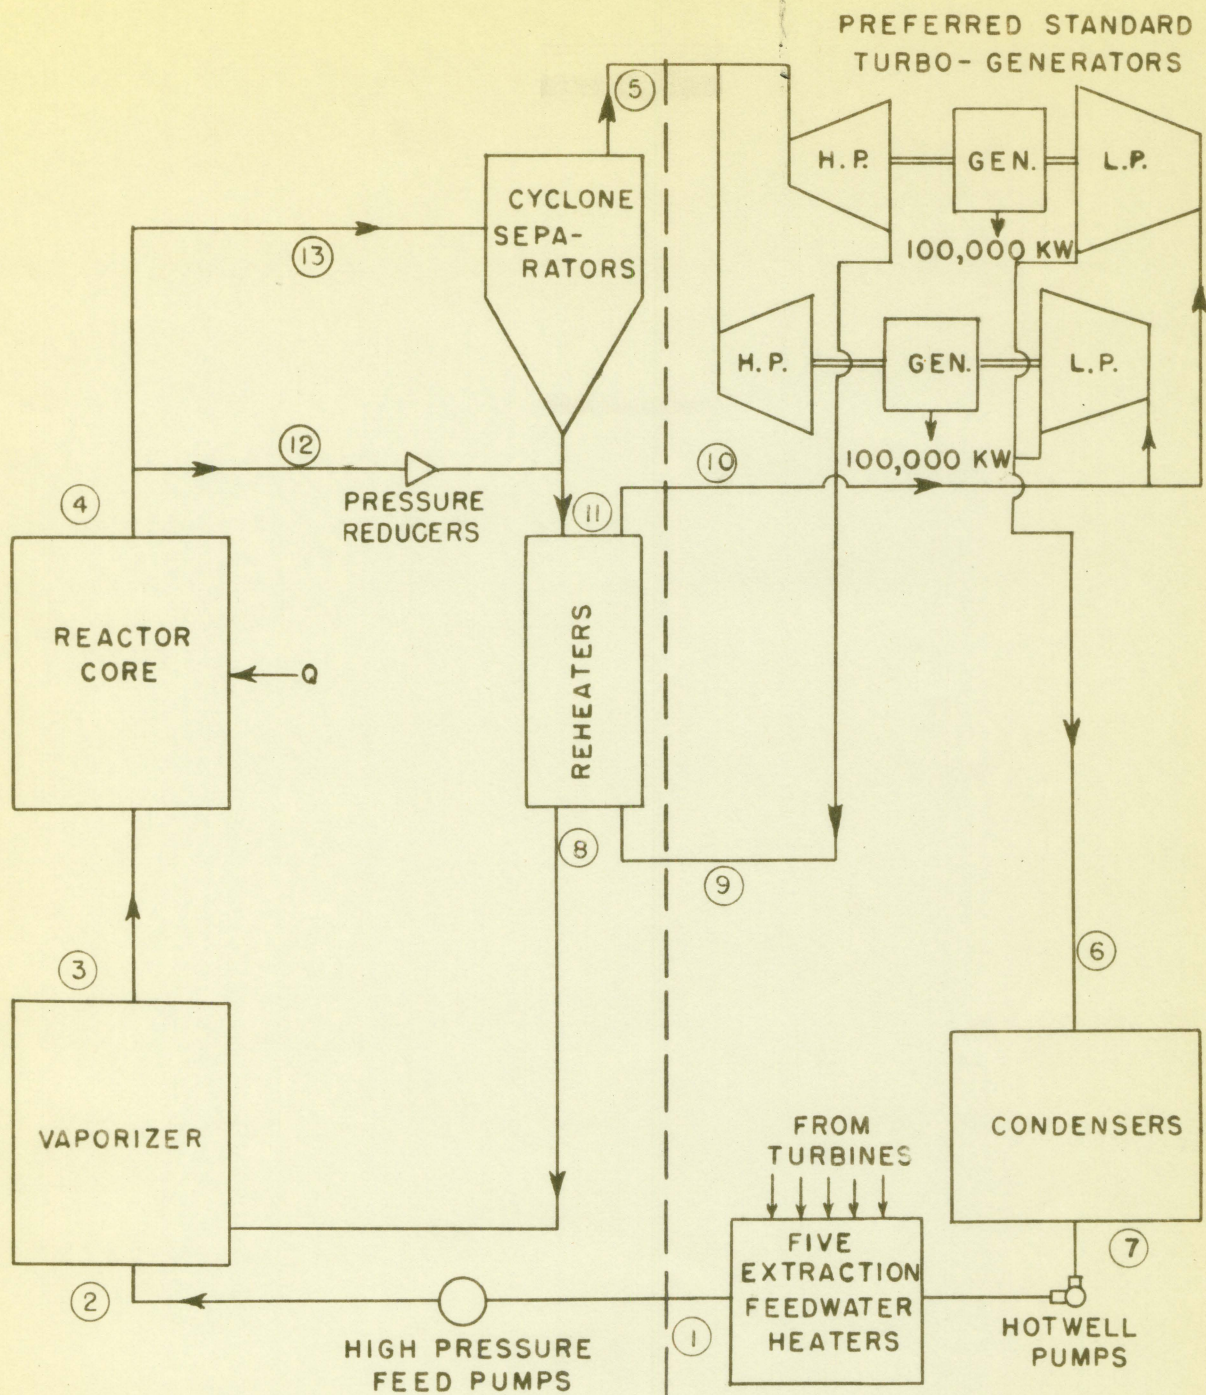 PREFERRED STANDARD
TURBO-GENERATORS
5
H.P.
GEN.
L.P.
CYCLONE
SEPA-
RATORS
13
100,000 KW
H.P.
GEN.
L.P.
12
10
100,000 KW
4
PRESSURE
REDUCERS
11
REACTOR
CORE
Q
REHEATERS
8
9
3
6
VAPORIZER
FROM
TURBINES
CONDENSERS
7
2
FIVE
EXTRACTION
FEEDWATER
HEATERS
1
HOTWELL
PUMPS
HIGH PRESSURE
FEED PUMPS